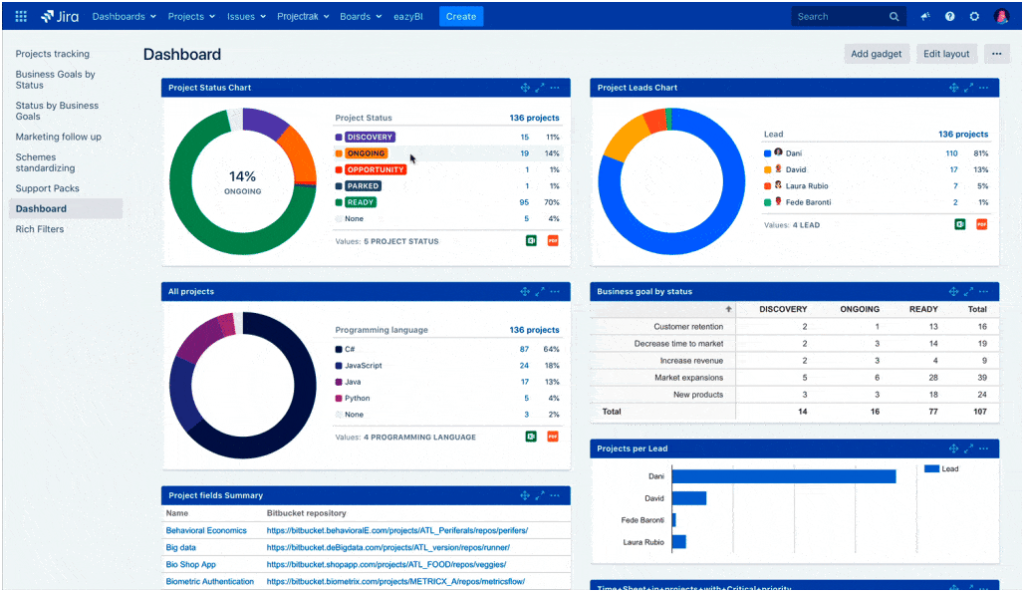 Jira Dashboards Projects Issues Projectrak Boards eazyBI Create Search
Projects tracking
Business Goals by
Status
Status by Business
Goals
Marketing follow up
Schemes
standardizing
Support Packs
Dashboard
Rich Filters
Dashboard
Add gadget Edit layout
Project Status Chart
14%
ONGOING
Project Status 136 projects
DISCOVERY 15 11%
ONGOING 19 14%
OPPORTUNITY 1 1%
PARKED 1 1%
READY 95 70%
None 5 4%
Values: 5 PROJECT STATUS
PDF
Project Leads Chart
Lead 136 projects
Dani 110 81%
David 17 13%
Laura Rubio 7 5%
Fede Baronti 2 1%
Values: 4 LEAD
PDF
All projects
Programming language 136 projects
C# 87 64%
JavaScript 24 18%
Java 17 13%
Python 5 4%
None 3 2%
Values: 4 PROGRAMMING LANGUAGE
PDF
Business goal by status
DISCOVERY ONGOING READY Total
Customer retention 2 1 13 16
Decrease time to market 2 3 14 19
Increase revenue 2 3 4 9
Market expansions 5 6 28 39
New products 3 3 18 24
Total 14 16 77 107
Projects per Lead
Lead
Dani
David
Fede Baronti
Laura Rubio
Project fields Summary
Name Bitbucket repository
Behavioral Economics https://bitbucket.behavioralE.com/projects/ATL_Periferals/repos/perifers/
Big data https://bitbucket.deBigdata.com/projects/ATL_version/repos/runner/
Bio Shop App https://bitbucket.shopapp.com/projects/ATL_FOOD/repos/veggies/
Biometric Authentication https://bitbucket.biometrix.com/projects/METRICX_A/repos/metricsflow/
Time+Sheet+in+projects+with+Critical+priority